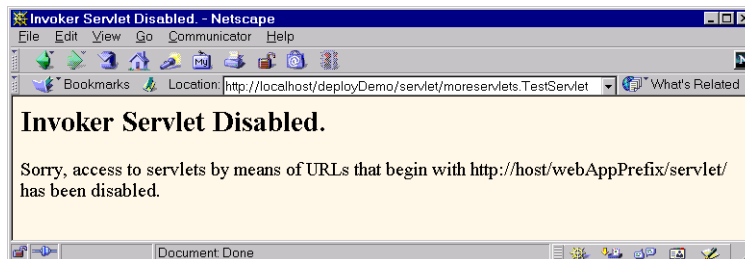 Invoker Servlet Disabled. - Netscape
File Edit View Go Communicator Help
My
Bookmarks Location: http://localhost/deployDemo/servlet/moreservlets.TestServlet What's Related
Invoker Servlet Disabled.
Sorry, access to servlets by means of URLs that begin with http://host/webAppPrefix/servlet/
has been disabled.
Document: Done